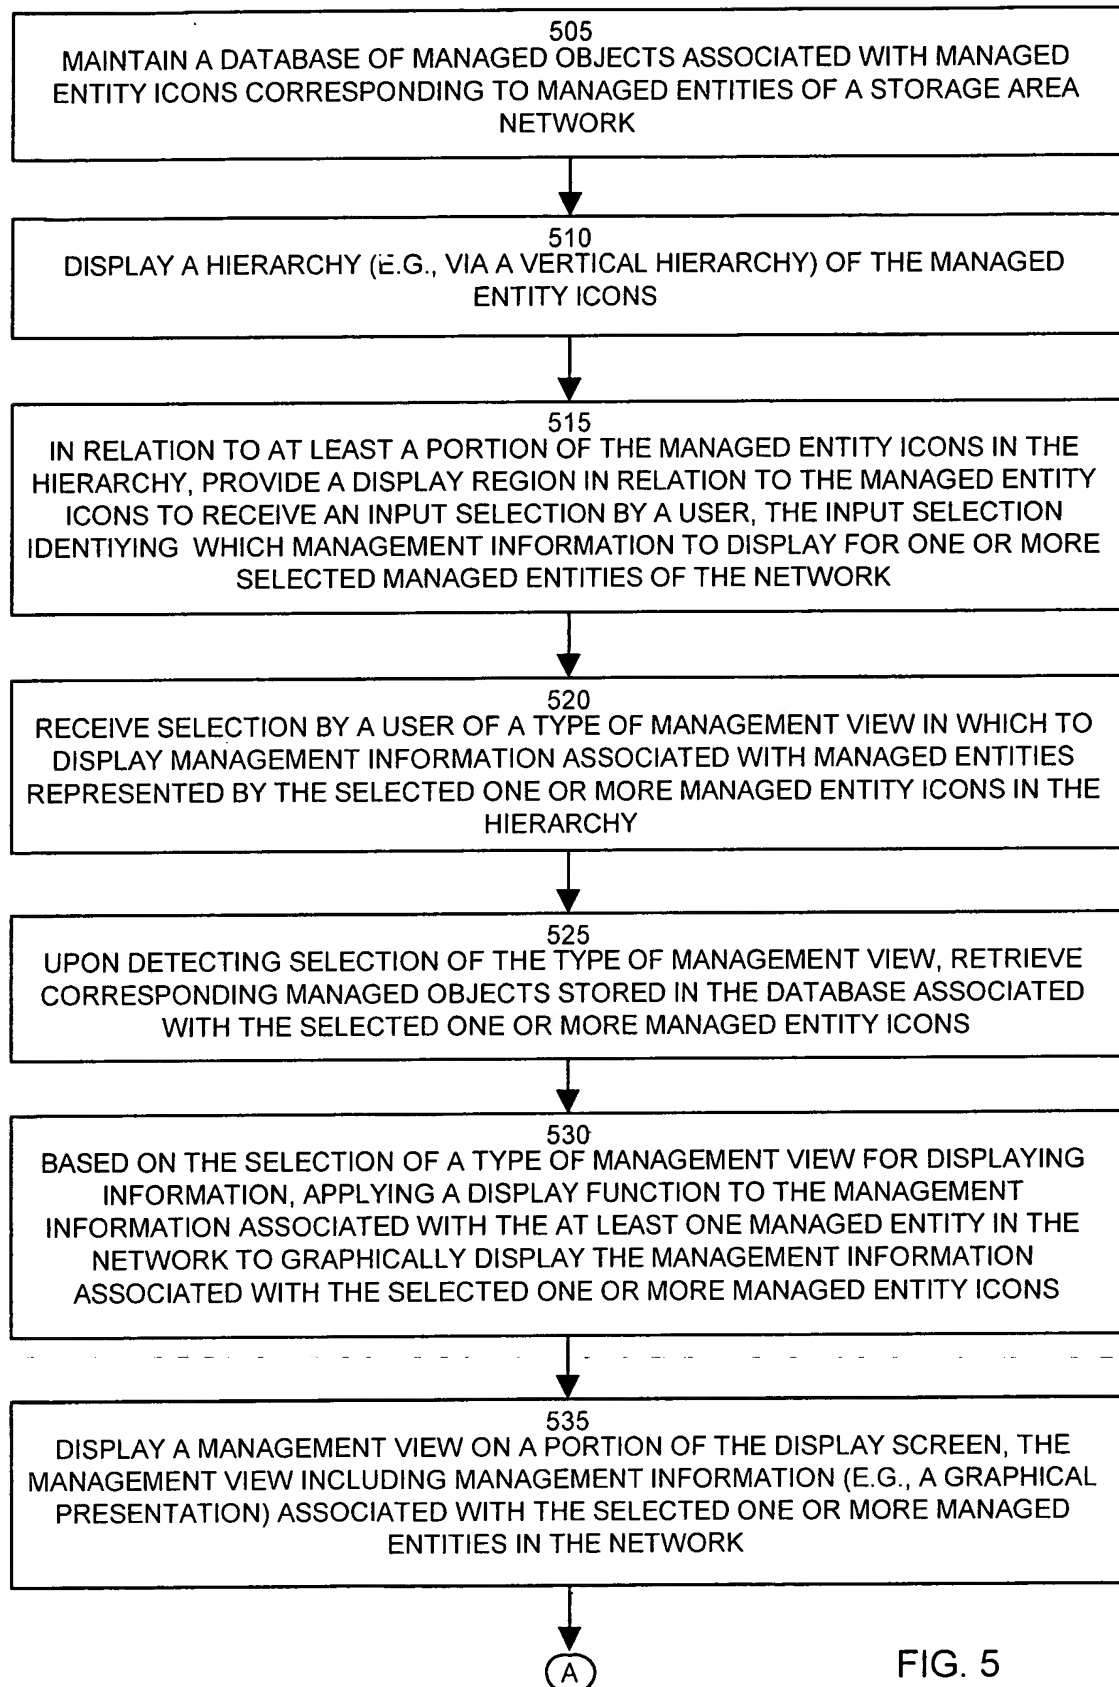 505
MAINTAIN A DATABASE OF MANAGED OBJECTS ASSOCIATED WITH MANAGED
ENTITY ICONS CORRESPONDING TO MANAGED ENTITIES OF A STORAGE AREA
NETWORK
510
DISPLAY A HIERARCHY (E.G., VIA A VERTICAL HIERARCHY) OF THE MANAGED
ENTITY ICONS
515
IN RELATION TO AT LEAST A PORTION OF THE MANAGED ENTITY ICONS IN THE
HIERARCHY, PROVIDE A DISPLAY REGION IN RELATION TO THE MANAGED ENTITY
ICONS TO RECEIVE AN INPUT SELECTION BY A USER, THE INPUT SELECTION
IDENTIYING WHICH MANAGEMENT INFORMATION TO DISPLAY FOR ONE OR MORE
SELECTED MANAGED ENTITIES OF THE NETWORK
520
RECEIVE SELECTION BY A USER OF A TYPE OF MANAGEMENT VIEW IN WHICH TO
DISPLAY MANAGEMENT INFORMATION ASSOCIATED WITH MANAGED ENTITIES
REPRESENTED BY THE SELECTED ONE OR MORE MANAGED ENTITY ICONS IN THE
HIERARCHY
525
UPON DETECTING SELECTION OF THE TYPE OF MANAGEMENT VIEW, RETRIEVE
CORRESPONDING MANAGED OBJECTS STORED IN THE DATABASE ASSOCIATED
WITH THE SELECTED ONE OR MORE MANAGED ENTITY ICONS
530
BASED ON THE SELECTION OF A TYPE OF MANAGEMENT VIEW FOR DISPLAYING
INFORMATION, APPLYING A DISPLAY FUNCTION TO THE MANAGEMENT
INFORMATION ASSOCIATED WITH THE AT LEAST ONE MANAGED ENTITY IN THE
NETWORK TO GRAPHICALLY DISPLAY THE MANAGEMENT INFORMATION
ASSOCIATED WITH THE SELECTED ONE OR MORE MANAGED ENTITY ICONS
535
DISPLAY A MANAGEMENT VIEW ON A PORTION OF THE DISPLAY SCREEN, THE
MANAGEMENT VIEW INCLUDING MANAGEMENT INFORMATION (E.G., A GRAPHICAL
PRESENTATION) ASSOCIATED WITH THE SELECTED ONE OR MORE MANAGED
ENTITIES IN THE NETWORK
A
FIG. 5